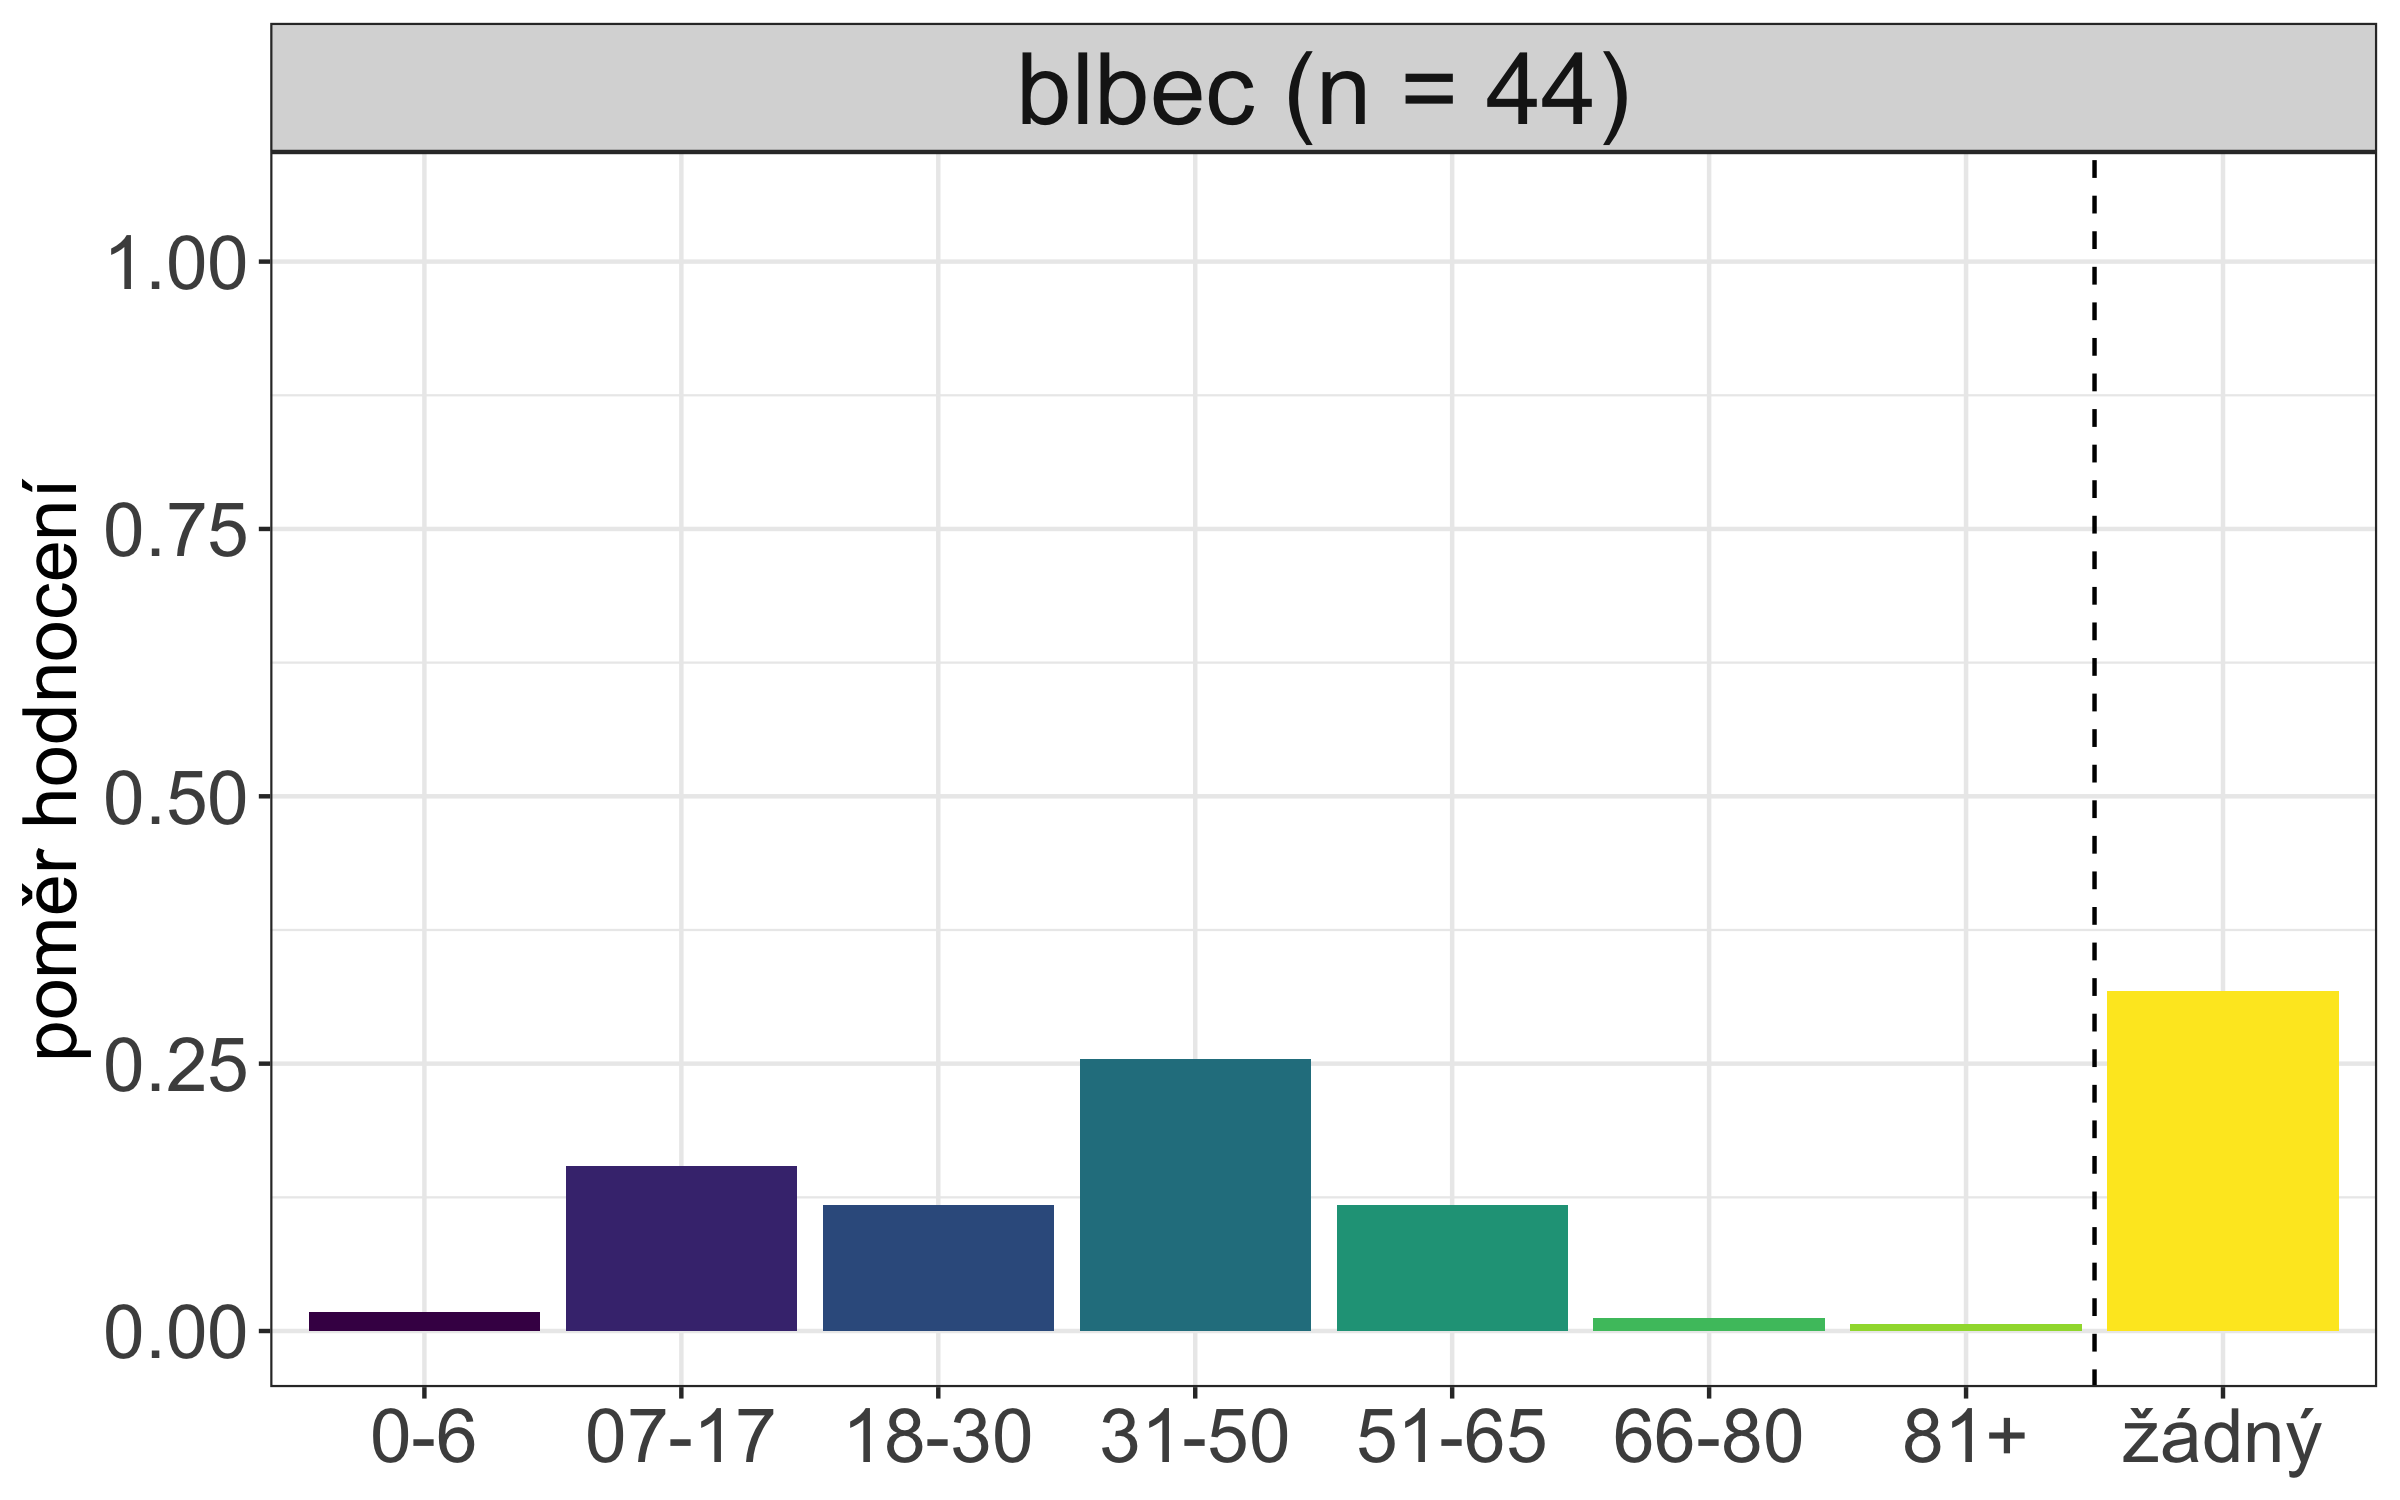 blbec (n = 44)
poměr hodnocení
1.00
0.75
0.50
0.25
0.00
0-6 07-17 18-30 31-50 51-65 66-80 81+ žádný